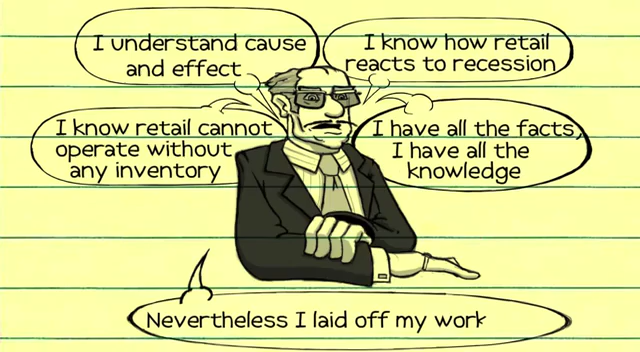 I understand cause
and effect
I know how retail
reacts to recession
I know retail cannot
operate without
any inventory
I have all the facts,
I have all the
knowledge
Nevertheless I laid off my work